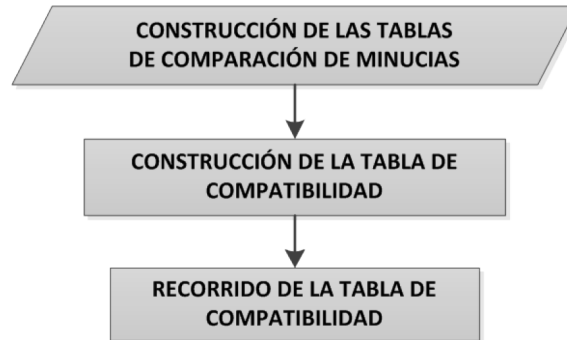 CONSTRUCCIÓN DE LAS TABLAS
DE COMPARACIÓN DE MINUCIAS
CONSTRUCCIÓN DE LA TABLA DE
COMPATIBILIDAD
RECORRIDO DE LA TABLA DE
COMPATIBILIDAD